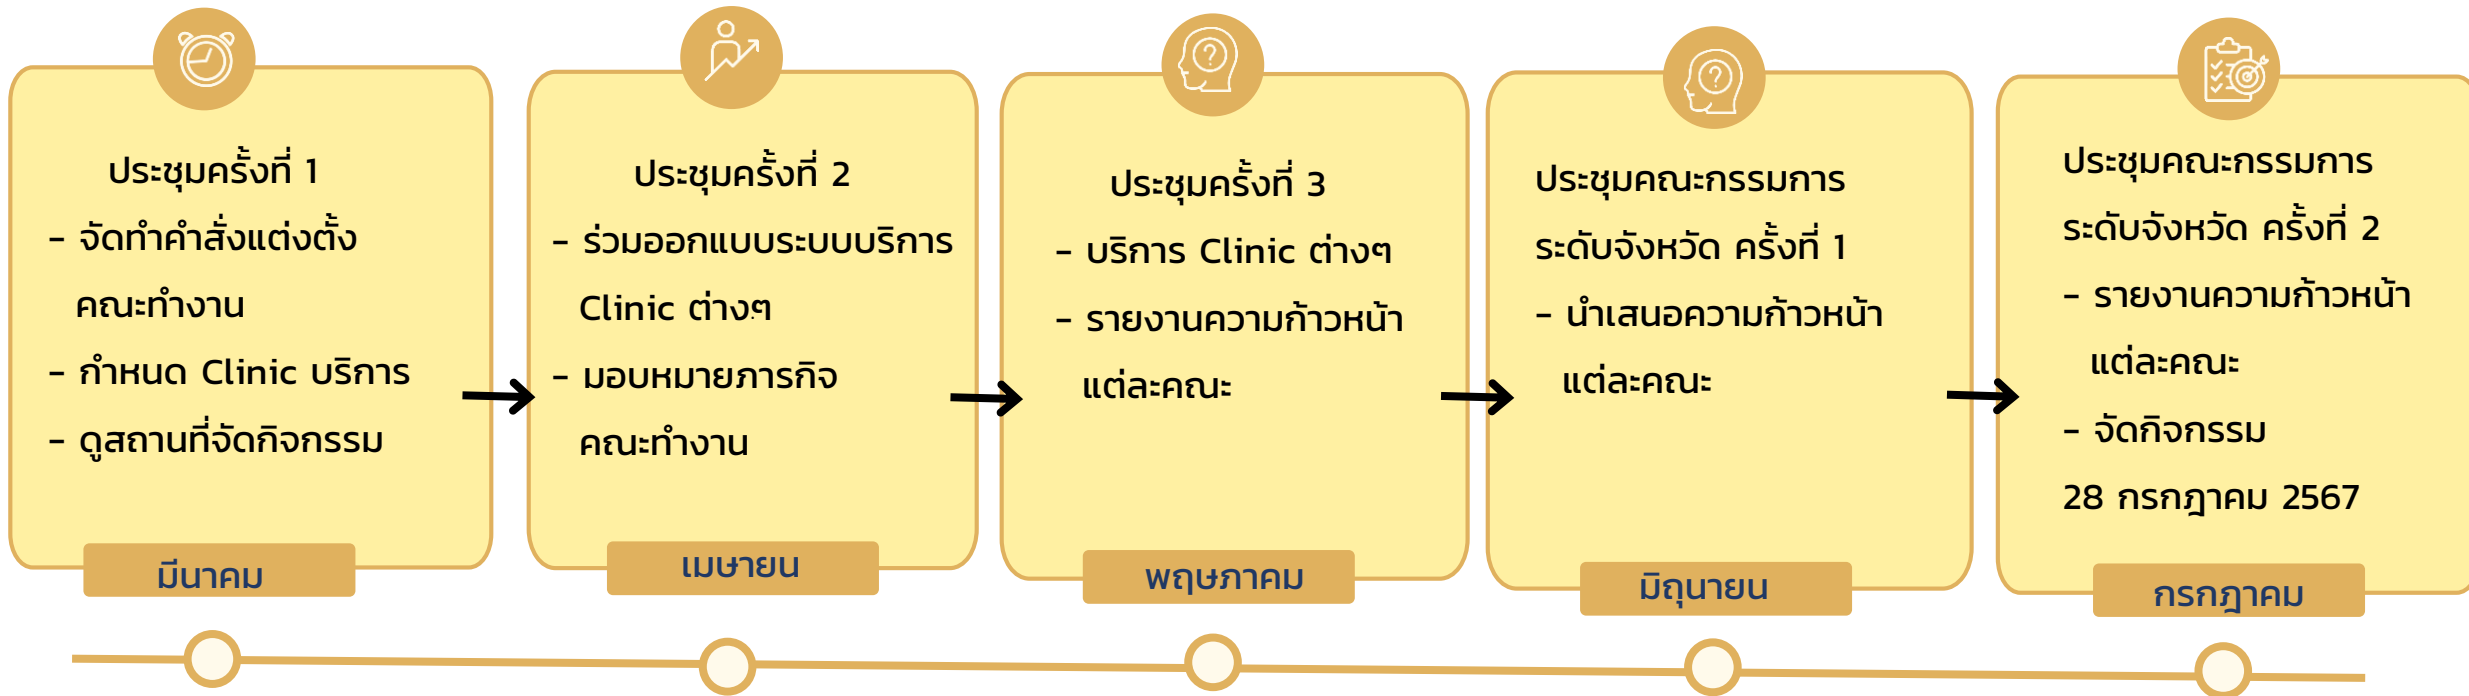 ประชุมครั้งที่ 1
- จัดทำคำสั่งแต่งตั้ง
คณะทำงาน
- กำหนด Clinic บริการ
- ดูสถานที่จัดกิจกรรม
มีนาคม
ประชุมครั้งที่ 2
- ร่วมออกแบบระบบบริการ
Clinic ต่างๆ
- มอบหมายภารกิจ
คณะทำงาน
เมษายน
ประชุมครั้งที่ 3
- บริการ Clinic ต่างๆ
- รายงานความก้าวหน้า
แต่ละคณะ
พฤษภาคม
ประชุมคณะกรรมการ
ระดับจังหวัด ครั้งที่ 1
- นำเสนอความก้าวหน้า
แต่ละคณะ
มิถุนายน
ประชุมคณะกรรมการ
ระดับจังหวัด ครั้งที่ 2
- รายงานความก้าวหน้า
แต่ละคณะ
- จัดกิจกรรม
28 กรกฎาคม 2567
กรกฎาคม